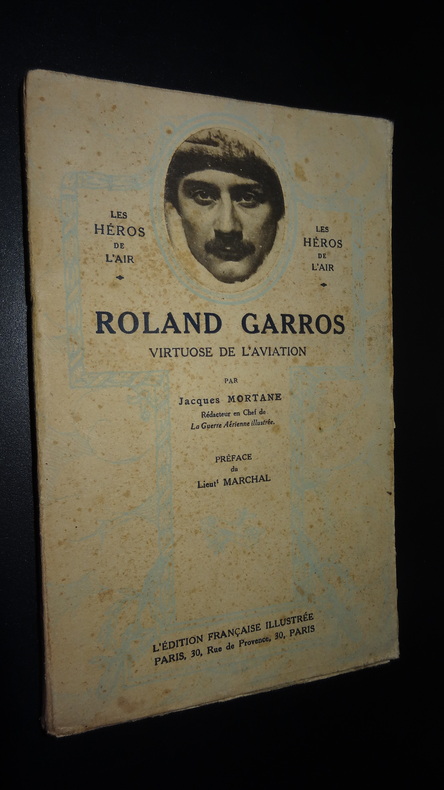 LES
HÉROS
DE
L'AIR
LES
HÉROS
DE
L'AIR
ROLAND GARROS
VIRTUOSE DE L'AVIATION
PAR
Jacques MORTANE
Rédacteur en Chef de
La Guerre Aérienne illustrée.
PRÉFACE
du
Lieutᵗ MARCHAL
L'ÉDITION FRANÇAISE ILLUSTRÉE
PARIS, 30, Rue de Provence, 30, PARIS